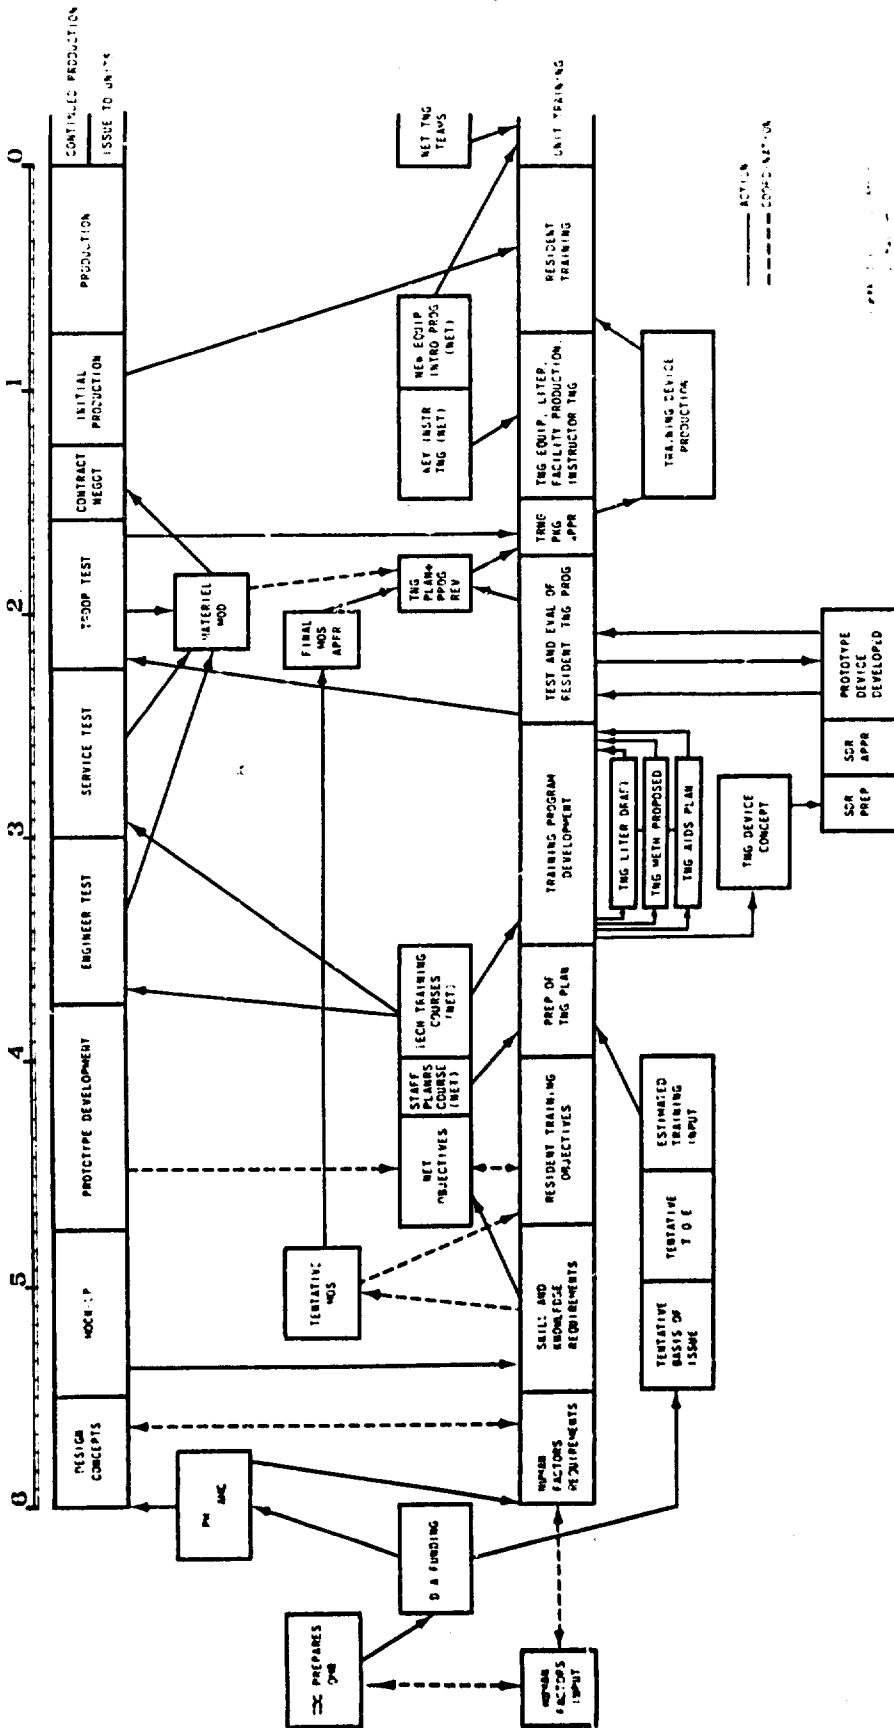 6
5
4
3
2
1
0
DESIGN
CONCEPTS
MOCK-UP
PROTOTYPE DEVELOPMENT
ENGINEER TEST
SERVICE TEST
TROOP TEST
CONTRACT
NEGOT
INITIAL
PRODUCTION
PRODUCTION
CONTINUED PRODUCTION
ISSUE TO UNITS
PM AMC
MATERIEL
MOD
CDC PREPARES
QMR
TENTATIVE
MOS
FINAL
MOS
APPR
D A FUNDING
NET
OBJECTIVES
STAFF
PLANRS
COURSE
(NET)
TECH TRAINING
COURSES
(NET)
TNG
PLAN+
PROG
REV
KEY INSTR
TNG (NET)
NEW EQUIP
INTRO PROG
(NET)
NET TNG
TEAMS
HUMAN
FACTORS
INPUT
HUMAN
FACTORS
REQUIREMENTS
SKILL AND
KNOWLEDGE
REQUIREMENTS
RESIDENT TRAINING
OBJECTIVES
PREP OF
TNG PLAN
TRAINING PROGRAM
DEVELOPMENT
TEST AND EVAL OF
RESIDENT TNG PROG
TRNG
PKG
APPR
TNG EQUIP, LITER,
FACILITY PRODUCTION,
INSTRUCTOR TNG
RESIDENT
TRAINING
UNIT TRAINING
TENTATIVE
BASIS OF
ISSUE
TENTATIVE
T O E
ESTIMATED
TRAINING
INPUT
TNG LITER DRAFT
TNG METH PROPOSED
TNG AIDS PLAN
TRAINING DEVICE
PRODUCTION
TNG DEVICE
CONCEPT
SDR
PREP
SDR
APPR
PROTOTYPE
DEVICE
DEVELOPED
ACTION
COORDINATION